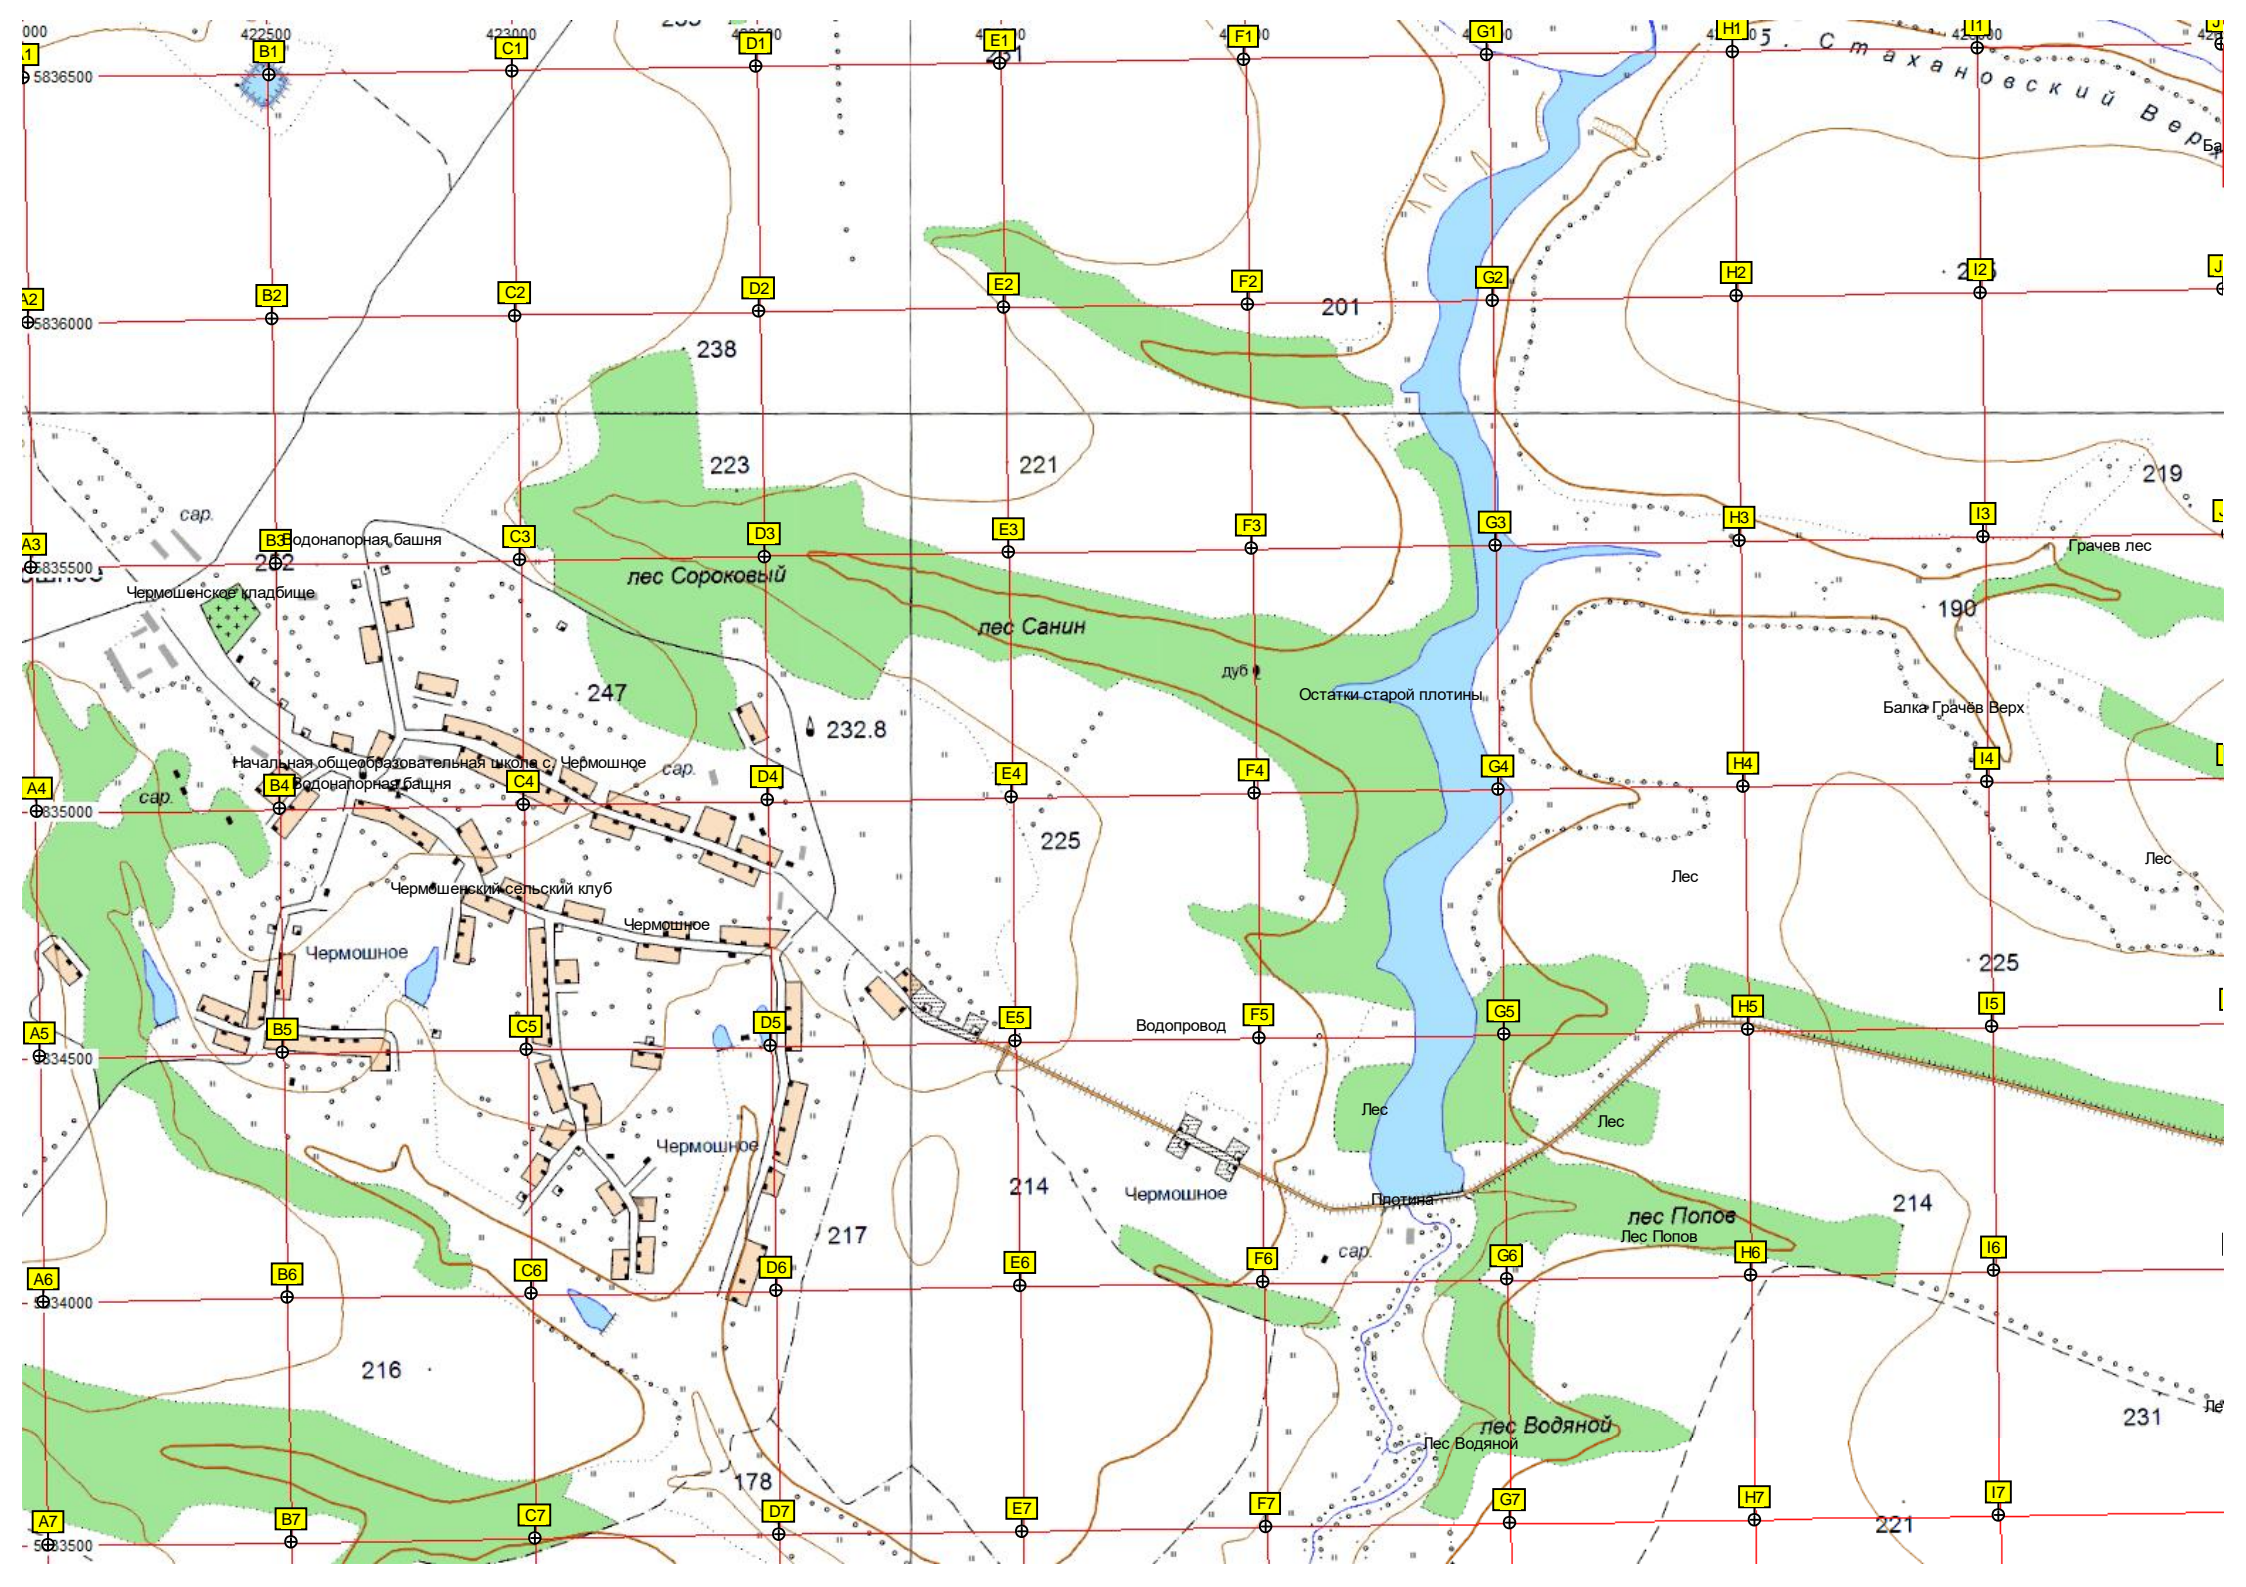 B1 C1 D1 E1 F1 G1 H1 I1
422500 423000
5836500
5. Стахановский Верх
A2 B2 C2 D2 E2 F2 G2 H2 I2
5836000
201
238
223
221
219
сар.
A3 B3 C3 D3 E3 F3 G3 H3 I3
Водонапорная башня
252
5835500
Грачев лес
лес Сороковый
Чермошенское кладбище
190
лес Санин
дуб
247
Остатки старой плотины
Балка Грачёв Верх
232.8
Начальная общеобразовательная школа с. Чермошное
сар.
A4 B4 C4 D4 E4 F4 G4 H4 I4
Водонапорная башня
сар.
225
Лес
Лес
Чермошенский сельский клуб
Чермошное
Чермошное
225
A5 B5 C5 D5 E5 F5 G5 H5 I5
Водопровод
Лес
Лес
Чермошное
214
Чермошное
Плотина
214
лес Попов
217
Лес Попов
сар.
A6 B6 C6 D6 E6 F6 G6 H6 I6
216
231
лес Водяной
Лес Водяной
178
A7 B7 C7 D7 E7 F7 G7 H7 I7
221